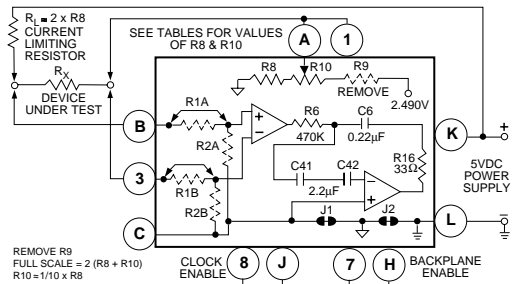 RL = 2 x R8
CURRENT
LIMITING
RESISTOR
SEE TABLES FOR VALUES
OF R8 & R10
A
1
RX
DEVICE
UNDER TEST
R8
R10
R9
REMOVE
2.490V
B
R1A
R2A
+
−
R6
470K
C6
0.22µF
K
+
3
R1B
R2B
C41
C42
2.2µF
−
+
R16
33Ω
5VDC
POWER
SUPPLY
C
J1
J2
L
−
REMOVE R9
FULL SCALE = 2 (R8 + R10)
R10 = 1/10 x R8
CLOCK
ENABLE
8
J
7
H
BACKPLANE
ENABLE